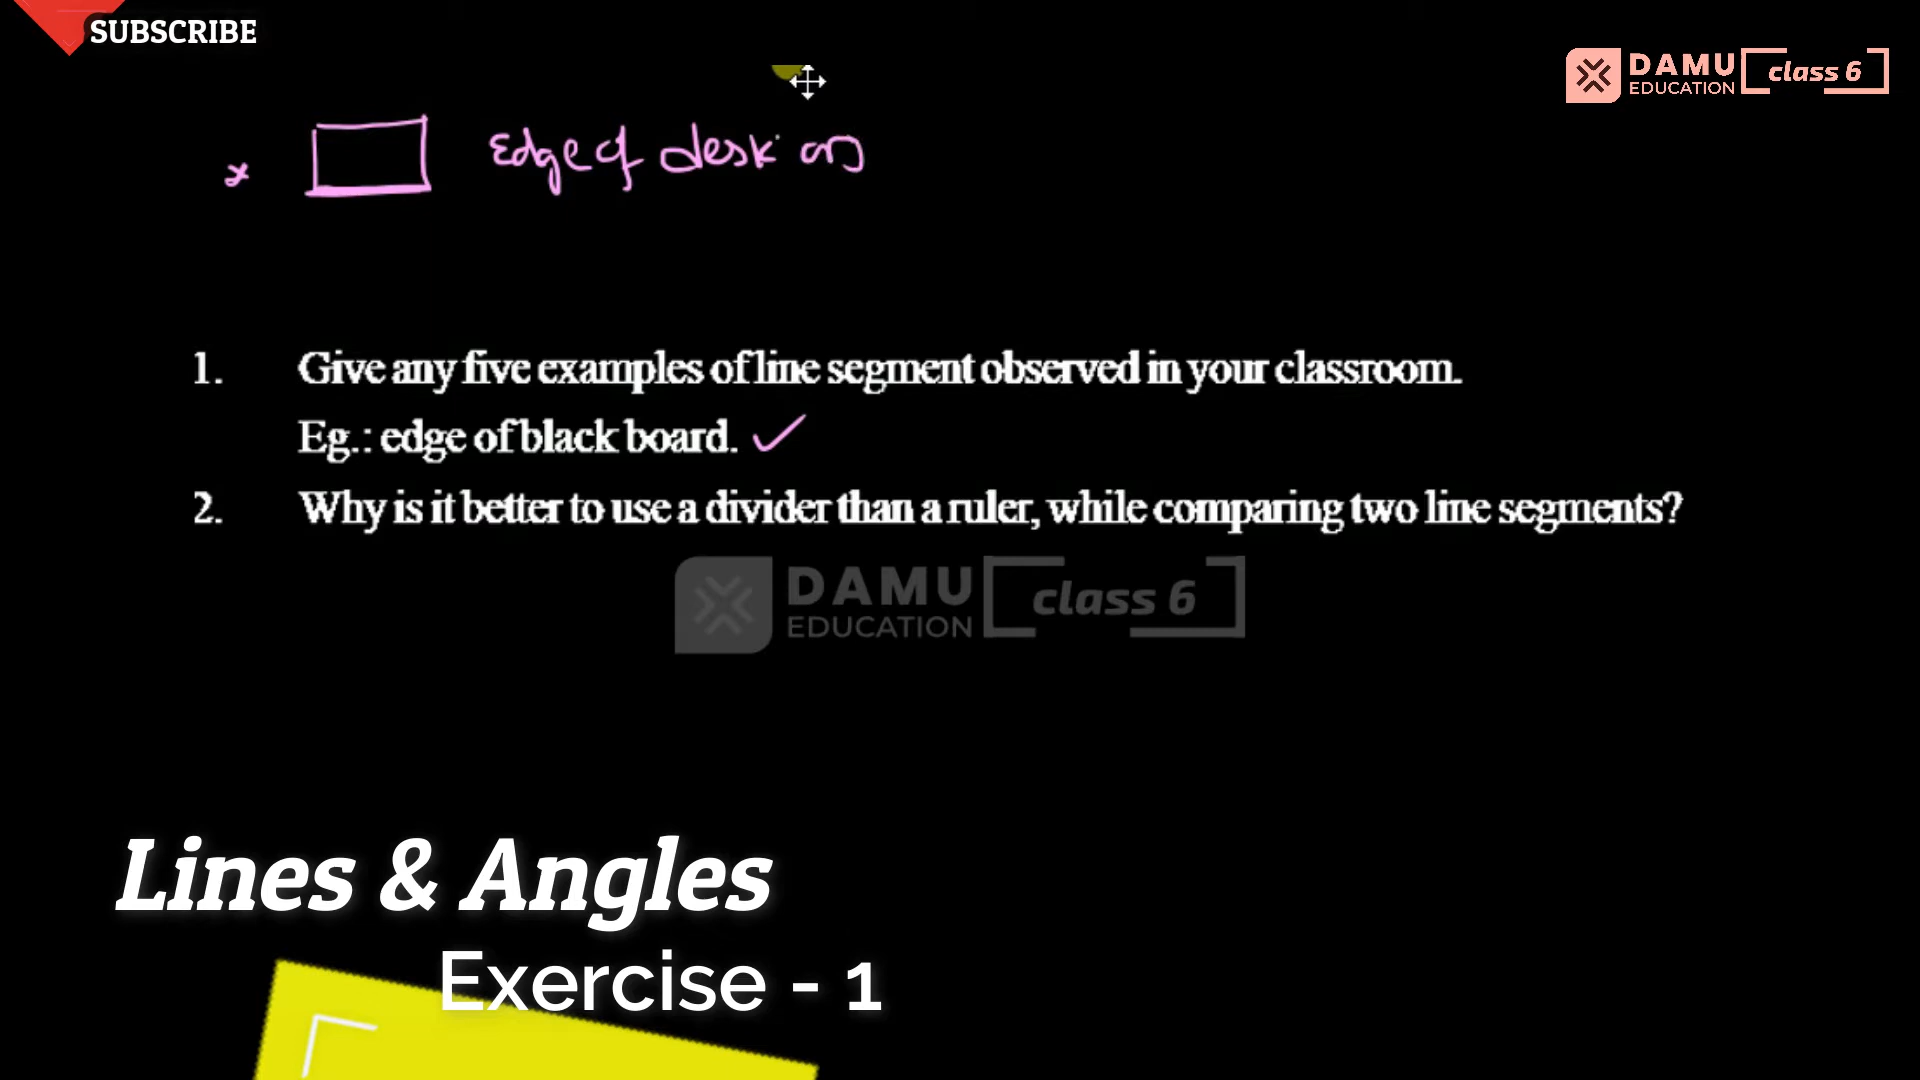 SUBSCRIBE
DAMU
EDUCATION
class 6
* Edge of desk or
1. Give any five examples of line segment observed in your classroom.
Eg.: edge of black board.
2. Why is it better to use a divider than a ruler, while comparing two line segments?
DAMU
EDUCATION
class 6
Lines & Angles
Exercise - 1